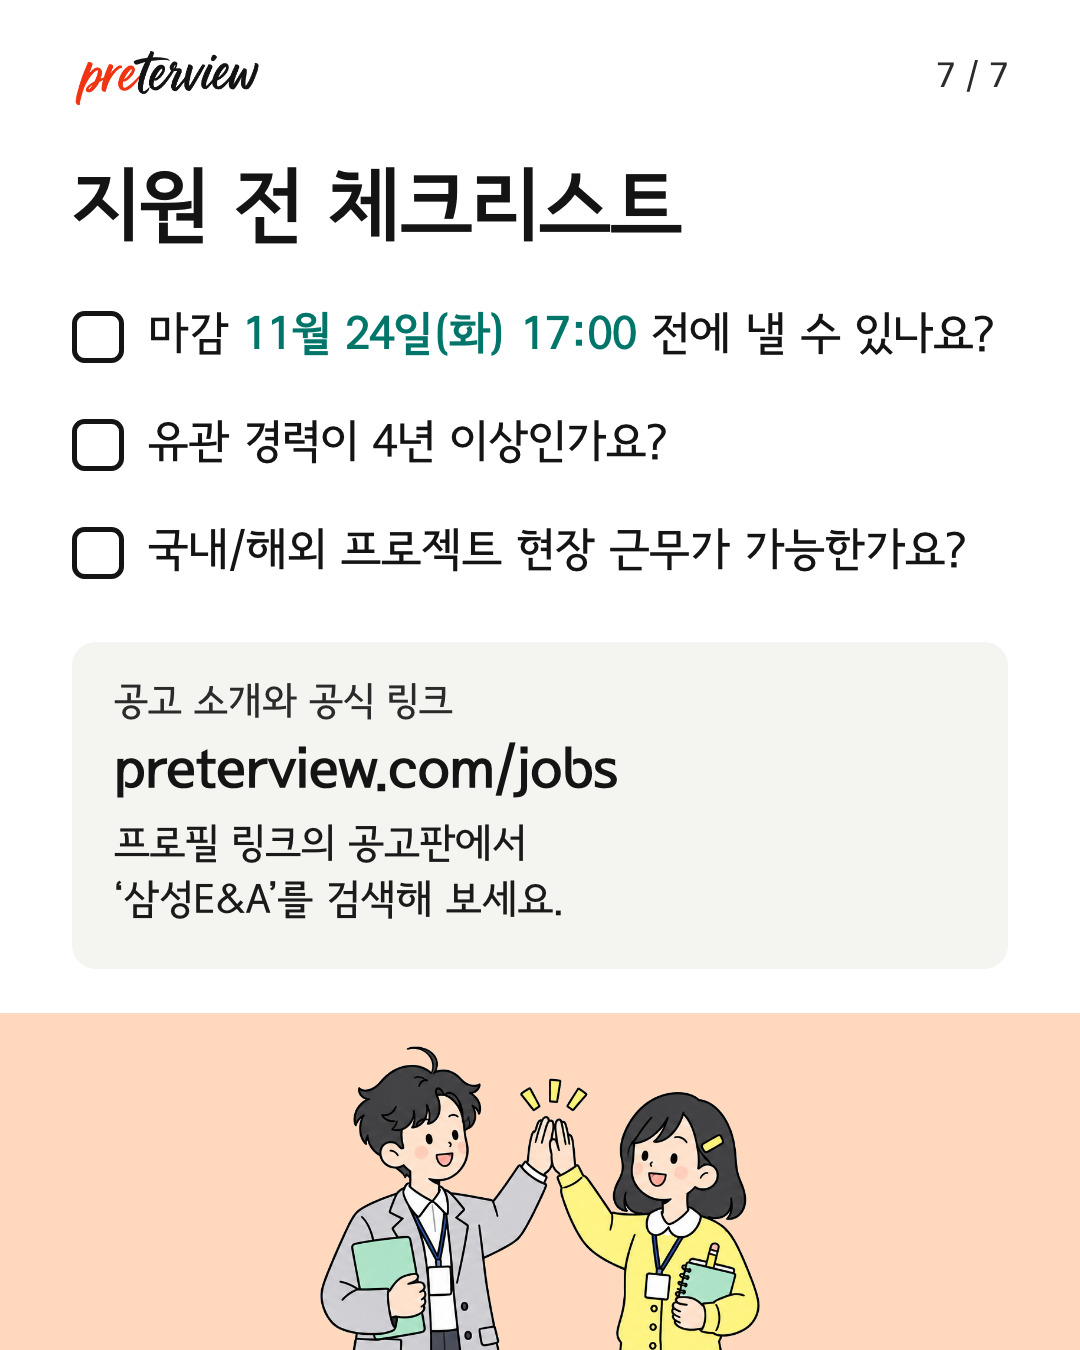 preterview
7 / 7
지원 전 체크리스트
마감 11월 24일(화) 17:00 전에 낼 수 있나요?
유관 경력이 4년 이상인가요?
국내/해외 프로젝트 현장 근무가 가능한가요?
공고 소개와 공식 링크
preterview.com/jobs
프로필 링크의 공고판에서
‘삼성E&A’를 검색해 보세요.